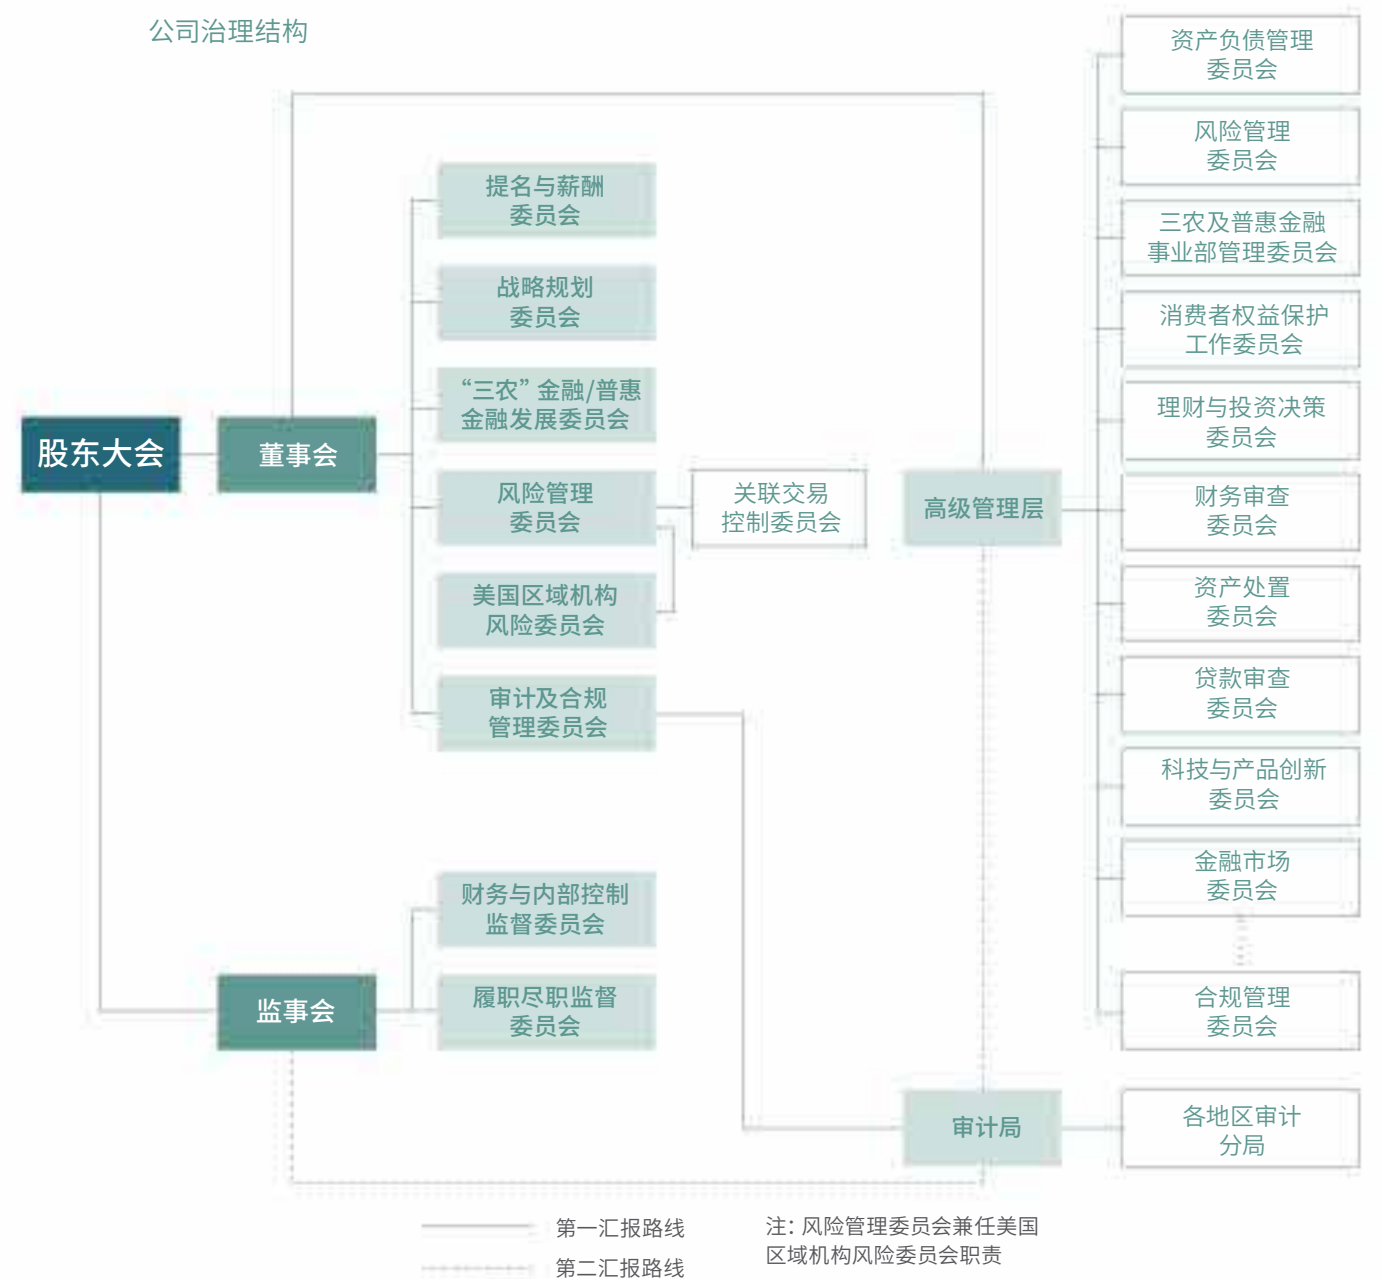 公司治理结构
股东大会
董事会
提名与薪酬
委员会
战略规划
委员会
“三农”金融/普惠
金融发展委员会
风险管理
委员会
关联交易
控制委员会
美国区域机构
风险委员会
审计及合规
管理委员会
高级管理层
资产负债管理
委员会
风险管理
委员会
三农及普惠金融
事业部管理委员会
消费者权益保护
工作委员会
理财与投资决策
委员会
财务审查
委员会
资产处置
委员会
贷款审查
委员会
科技与产品创新
委员会
金融市场
委员会
合规管理
委员会
监事会
财务与内部控制
监督委员会
履职尽职监督
委员会
审计局
各地区审计
分局
第一汇报路线
第二汇报路线
注：风险管理委员会兼任美国
区域机构风险委员会职责